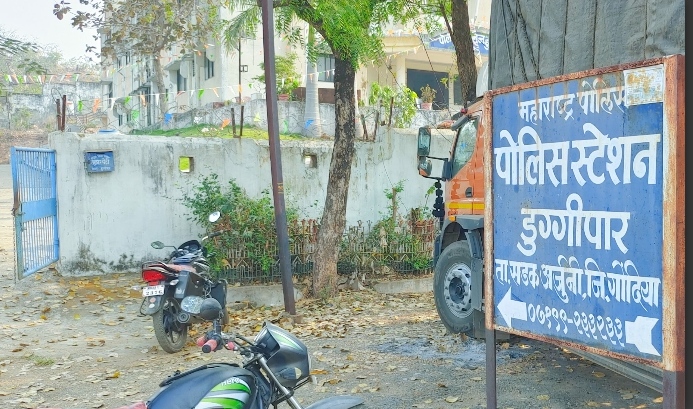 महाराष्ट्र पोलिस
पोलिस स्टेशन
डुग्गीपार
ता.सडक अर्जुनी.जि.गोंदिया
०७१९९-२३३२३३